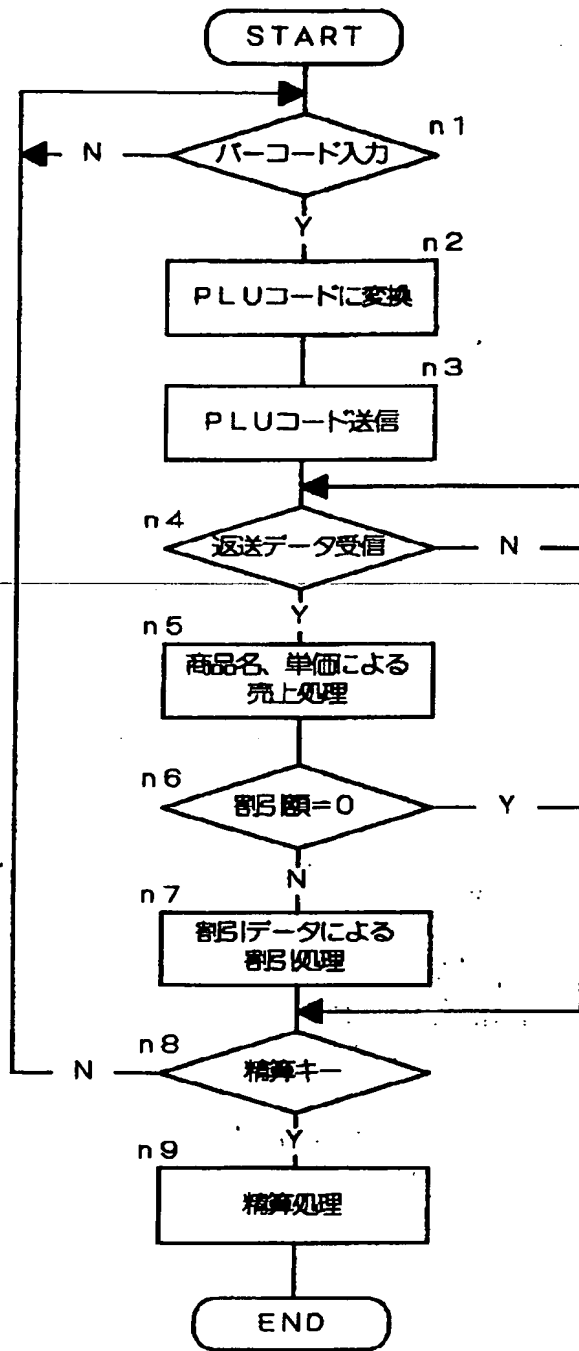 START
n1
バーコード入力
N
Y
n2
PLUコードに変換
n3
PLUコード送信
n4
返送データ受信
N
Y
n5
商品名、単価による
売上処理
n6
割引額=0
Y
N
n7
割引データによる
割引処理
n8
精算キー
N
Y
n9
精算処理
END